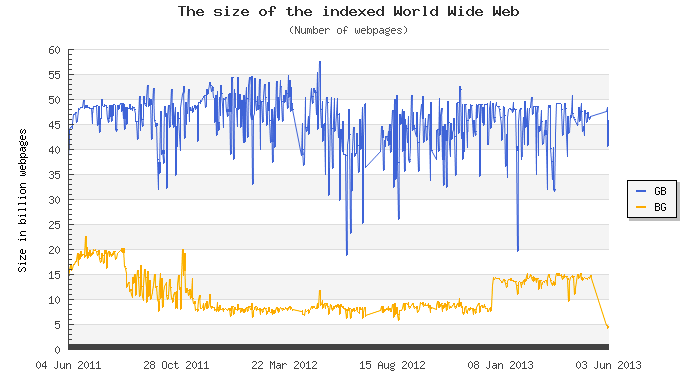 The size of the indexed World Wide Web
(Number of webpages)
60
55
50
45
40
35
30
25
20
15
10
5
0
Size in billion webpages
GB
BG
04 Jun 2011
28 Oct 2011
22 Mar 2012
15 Aug 2012
08 Jan 2013
03 Jun 2013